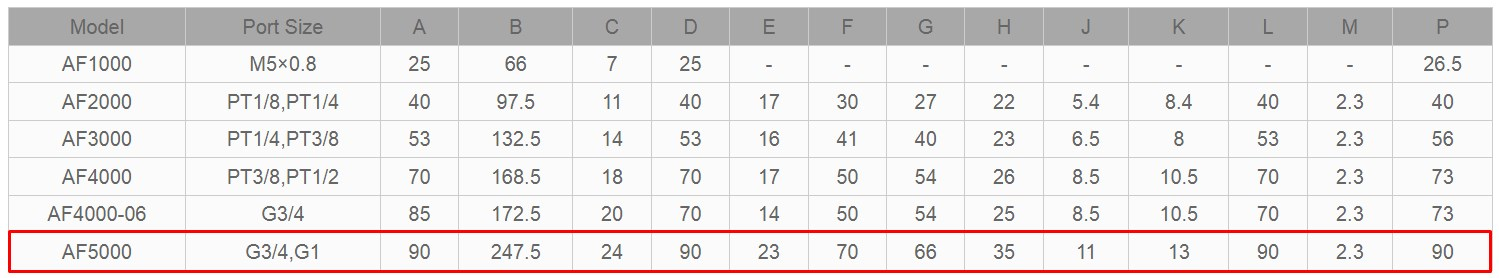 Model Port Size A B C D E F G H J K L M P
AF1000 M5×0.8 25 66 7 25 - - - - - - - - 26.5
AF2000 PT1/8,PT1/4 40 97.5 11 40 17 30 27 22 5.4 8.4 40 2.3 40
AF3000 PT1/4,PT3/8 53 132.5 14 53 16 41 40 23 6.5 8 53 2.3 56
AF4000 PT3/8,PT1/2 70 168.5 18 70 17 50 54 26 8.5 10.5 70 2.3 73
AF4000-06 G3/4 85 172.5 20 70 14 50 54 25 8.5 10.5 70 2.3 73
AF5000 G3/4,G1 90 247.5 24 90 23 70 66 35 11 13 90 2.3 90